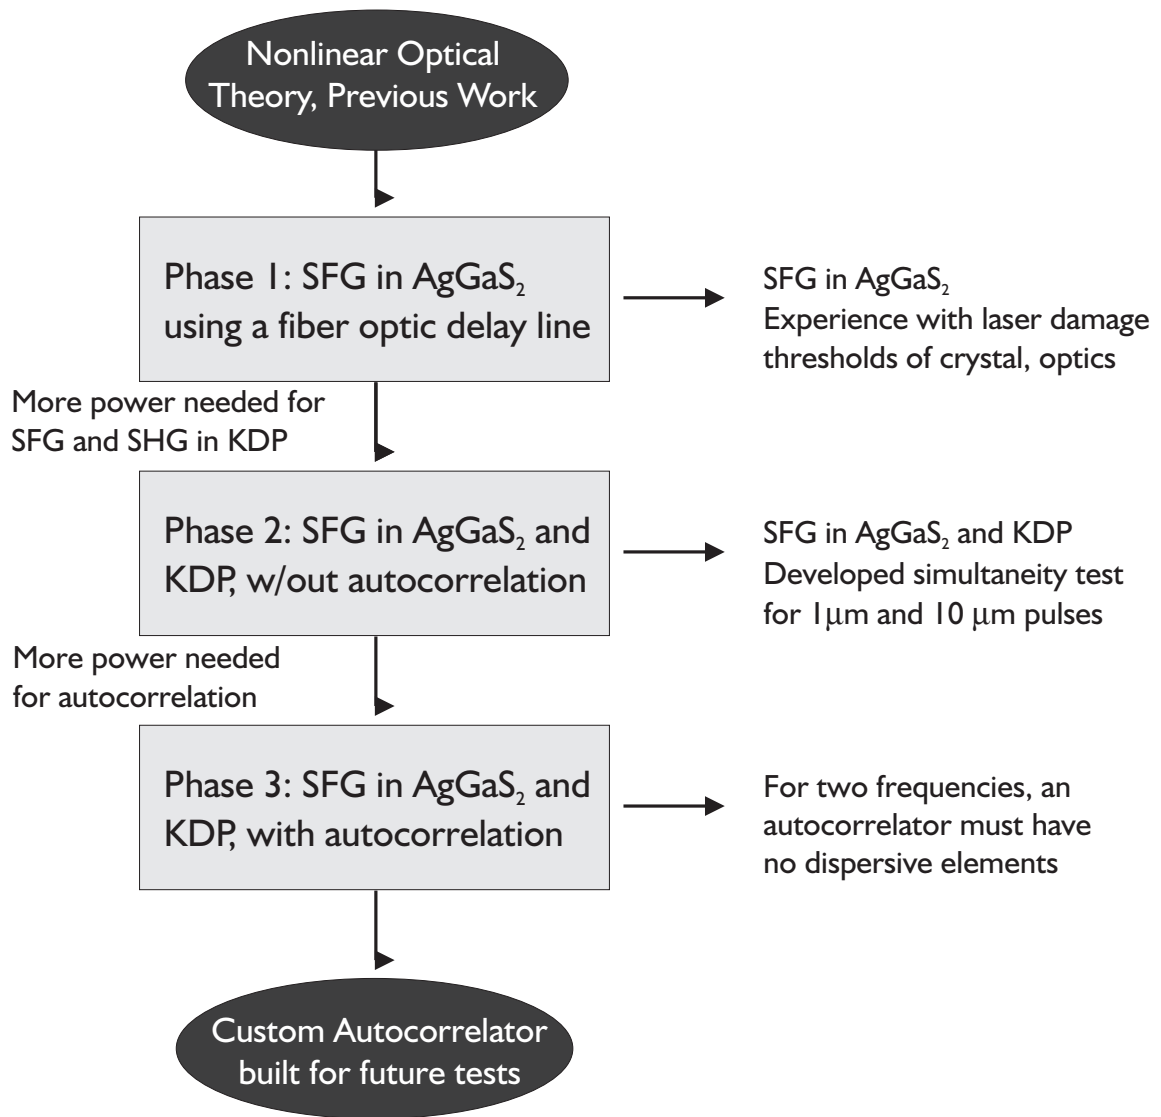 Nonlinear Optical
Theory, Previous Work
Phase 1: SFG in AgGaS₂
using a fiber optic delay line
SFG in AgGaS₂
Experience with laser damage
thresholds of crystal, optics
More power needed for
SFG and SHG in KDP
Phase 2: SFG in AgGaS₂ and
KDP, w/out autocorrelation
SFG in AgGaS₂ and KDP
Developed simultaneity test
for 1μm and 10 μm pulses
More power needed
for autocorrelation
Phase 3: SFG in AgGaS₂ and
KDP, with autocorrelation
For two frequencies, an
autocorrelator must have
no dispersive elements
Custom Autocorrelator
built for future tests